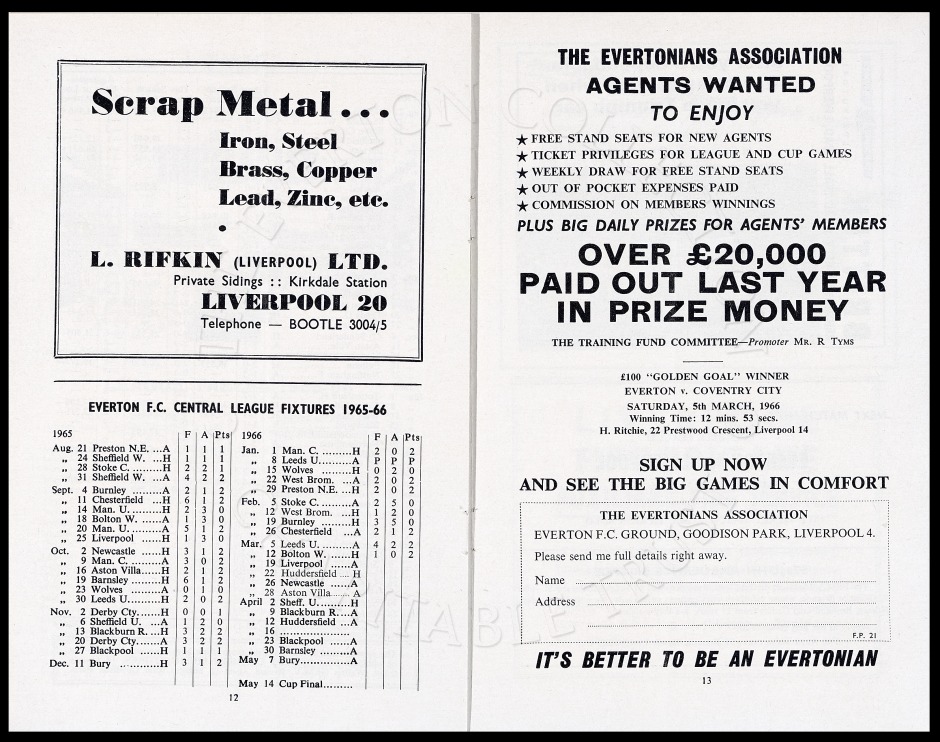 Scrap Metal . . .
Iron, Steel
Brass, Copper
Lead, Zinc, etc.
•
L. RIFKIN (LIVERPOOL) LTD.
Private Sidings : : Kirkdale Station
LIVERPOOL 20
Telephone — BOOTLE 3004/5
EVERTON F.C. CENTRAL LEAGUE FIXTURES 1965-66
1965 F A Pts
Aug. 21 Preston N.E. ...A 1 1 1
„ 24 Sheffield W. ...H 1 1 1
„ 28 Stoke C. .........H 2 2 1
„ 31 Sheffield W. ...A 4 2 2
Sept. 4 Burnley .........A 2 1 2
„ 11 Chesterfield ...H 6 1 2
„ 14 Man. U. .........H 2 3 0
„ 18 Bolton W. ......A 1 3 0
„ 20 Man. U. .........A 5 1 2
„ 25 Liverpool ......H 1 3 0
Oct. 2 Newcastle ......H 3 1 2
„ 9 Man. C. .........A 3 0 2
„ 16 Aston Villa......H 2 1 2
„ 19 Barnsley .........H 6 1 2
„ 23 Wolves .........A 0 1 0
„ 30 Leeds U..........H 2 0 2
Nov. 2 Derby Cty.......H 0 0 1
„ 6 Sheffield U. ...A 1 2 0
„ 13 Blackburn R. ...H 3 2 2
„ 20 Derby Cty.......A 3 2 2
„ 27 Blackpool ......H 1 1 1
Dec. 11 Bury ............H 3 1 2
1966 F A Pts
Jan. 1 Man. C. .........H 2 0 2
„ 8 Leeds U..........A P P P
„ 15 Wolves .........H 0 2 0
„ 22 West Brom. ...A 2 0 2
„ 29 Preston N.E. ...H 2 0 2
Feb. 5 Stoke C. .........A 2 5 0
„ 12 West Brom. ...H 1 2 0
„ 19 Burnley .........H 3 5 0
„ 26 Chesterfield ...A 2 1 2
Mar. 5 Leeds U. .........A 4 2 2
„ 12 Bolton W. ......H 1 0 2
„ 19 Liverpool ......A
„ 22 Huddersfield ....H
„ 26 Newcastle ......A
„ 28 Aston Villa ......A
April 2 Sheff. U..........H
„ 9 Blackburn R....A
„ 12 Huddersfield ...A
„ 16 ..................
„ 23 Blackpool ......A
„ 30 Barnsley.........A
May 7 Bury...............A
May 14 Cup Final.........
12
THE EVERTONIANS ASSOCIATION
AGENTS WANTED
TO ENJOY
★ FREE STAND SEATS FOR NEW AGENTS
★ TICKET PRIVILEGES FOR LEAGUE AND CUP GAMES
★ WEEKLY DRAW FOR FREE STAND SEATS
★ OUT OF POCKET EXPENSES PAID
★ COMMISSION ON MEMBERS WINNINGS
PLUS BIG DAILY PRIZES FOR AGENTS' MEMBERS
OVER £20,000
PAID OUT LAST YEAR
IN PRIZE MONEY
THE TRAINING FUND COMMITTEE—Promoter MR. R TYMS
£100 "GOLDEN GOAL" WINNER
EVERTON v. COVENTRY CITY
SATURDAY, 5th MARCH, 1966
Winning Time: 12 mins. 53 secs.
H. Ritchie, 22 Prestwood Crescent, Liverpool 14
SIGN UP NOW
AND SEE THE BIG GAMES IN COMFORT
THE EVERTONIANS ASSOCIATION
EVERTON F.C. GROUND, GOODISON PARK, LIVERPOOL 4.
Please send me full details right away.
Name
Address
F.P. 21
IT'S BETTER TO BE AN EVERTONIAN
13